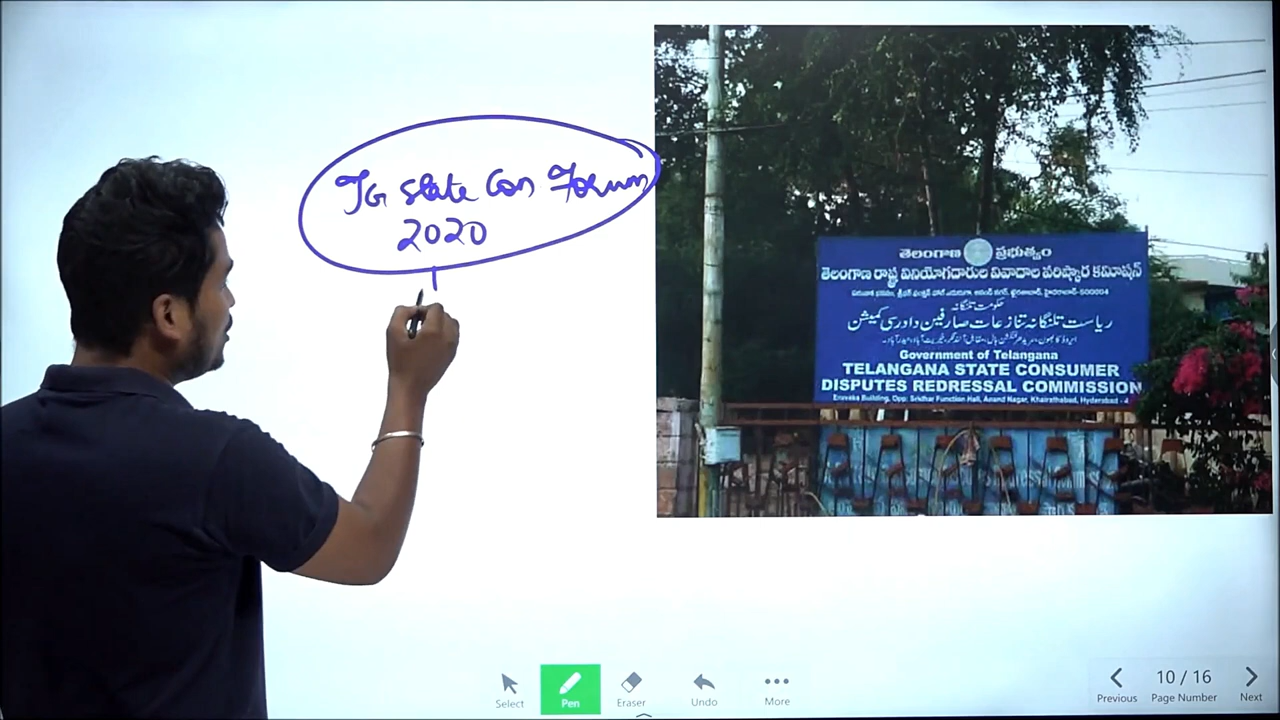 TG State Con Forum
2020
తెలంగాణ ప్రభుత్వం
తెలంగాణ రాష్ట్ర వినియోగదారుల వివాదాల పరిష్కార కమీషన్
حکومت تلنگانہ
ریاست تلنگانہ تنازعات صارفین دادرسی کمیشن
Government of Telangana
TELANGANA STATE CONSUMER
DISPUTES REDRESSAL COMMISSION
Eruvaka Building, Opp: Sridhar Function Hall, Anand Nagar, Khairathabad, Hyderabad - 4
Select
Pen
Eraser
Undo
More
Previous
10 / 16
Page Number
Next